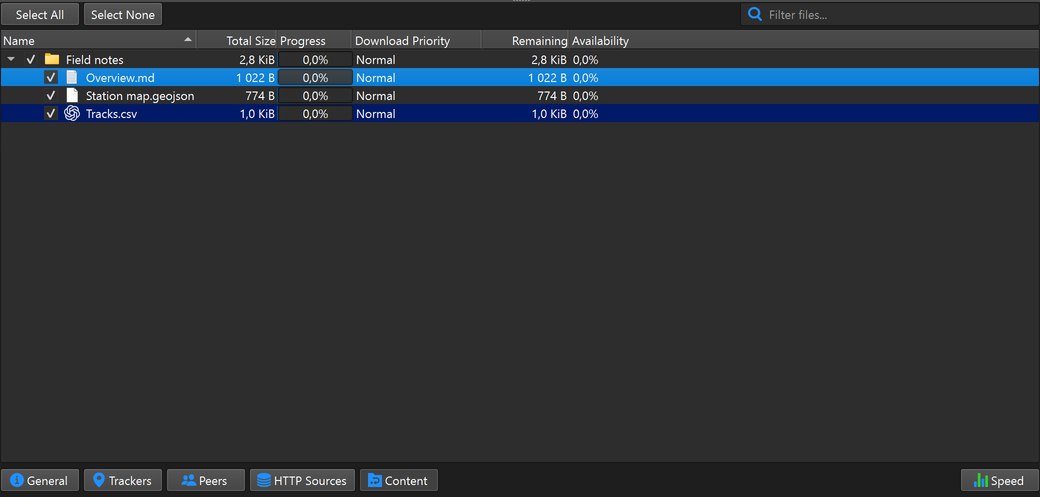 Select All Select None Filter files...
Name Total Size Progress Download Priority Remaining Availability
Field notes 2,8 KiB 0,0% Normal 2,8 KiB 0,0%
Overview.md 1 022 B 0,0% Normal 1 022 B 0,0%
Station map.geojson 774 B 0,0% Normal 774 B 0,0%
Tracks.csv 1,0 KiB 0,0% Normal 1,0 KiB 0,0%
General Trackers Peers HTTP Sources Content Speed